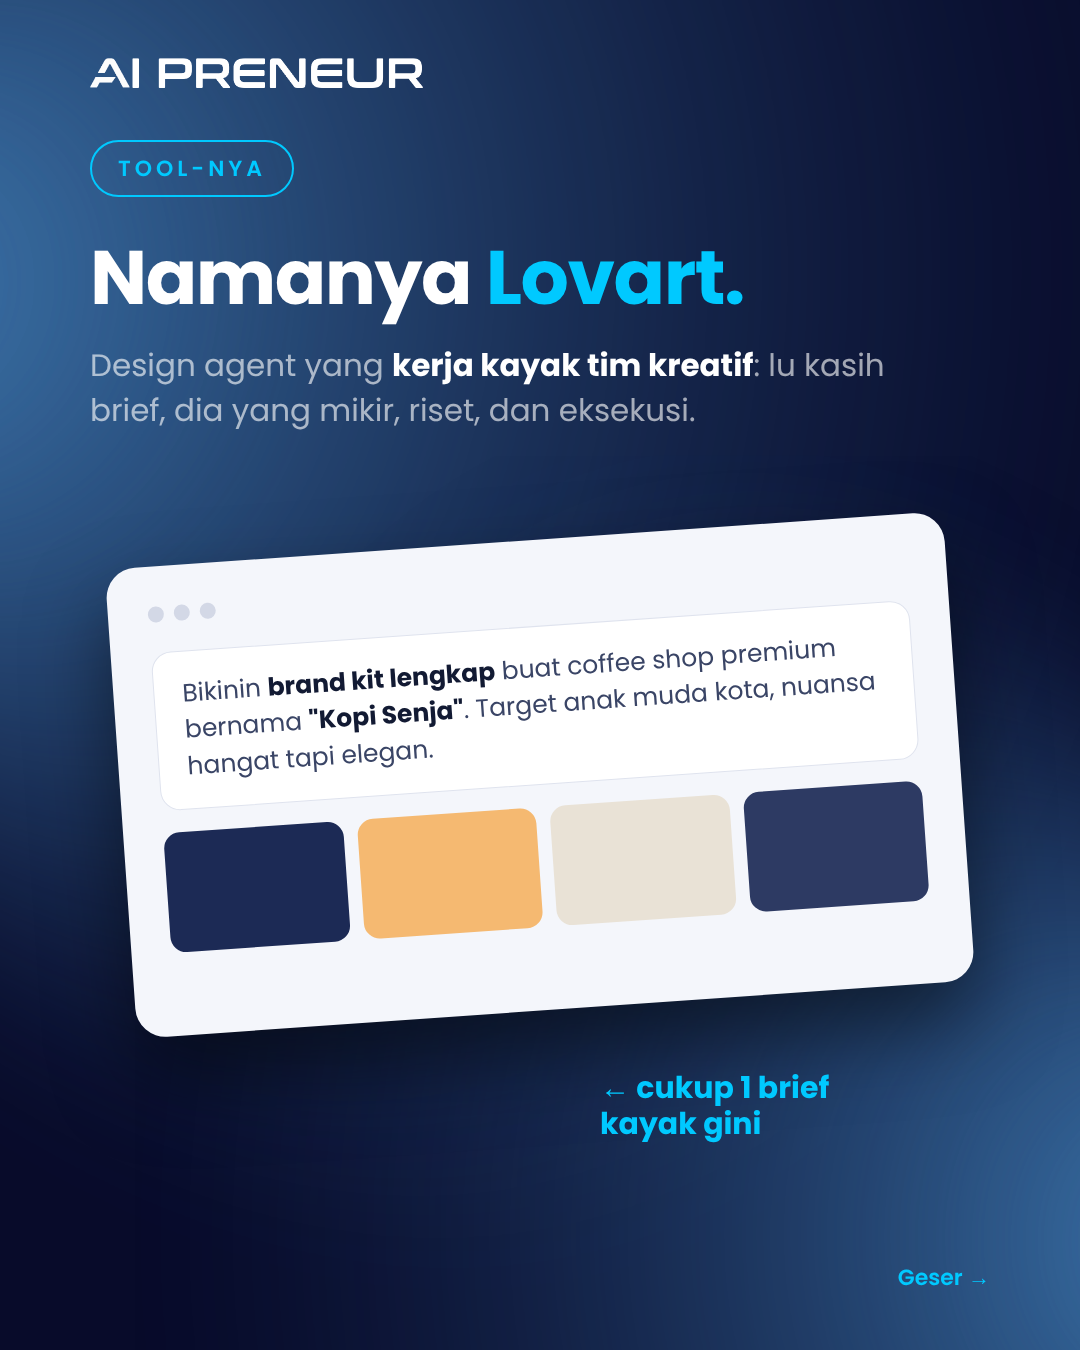 AI PRENEUR
TOOL-NYA
Namanya Lovart.
Design agent yang kerja kayak tim kreatif: lu kasih
brief, dia yang mikir, riset, dan eksekusi.
Bikinin brand kit lengkap buat coffee shop premium
bernama "Kopi Senja". Target anak muda kota, nuansa
hangat tapi elegan.
← cukup 1 brief
kayak gini
Geser →